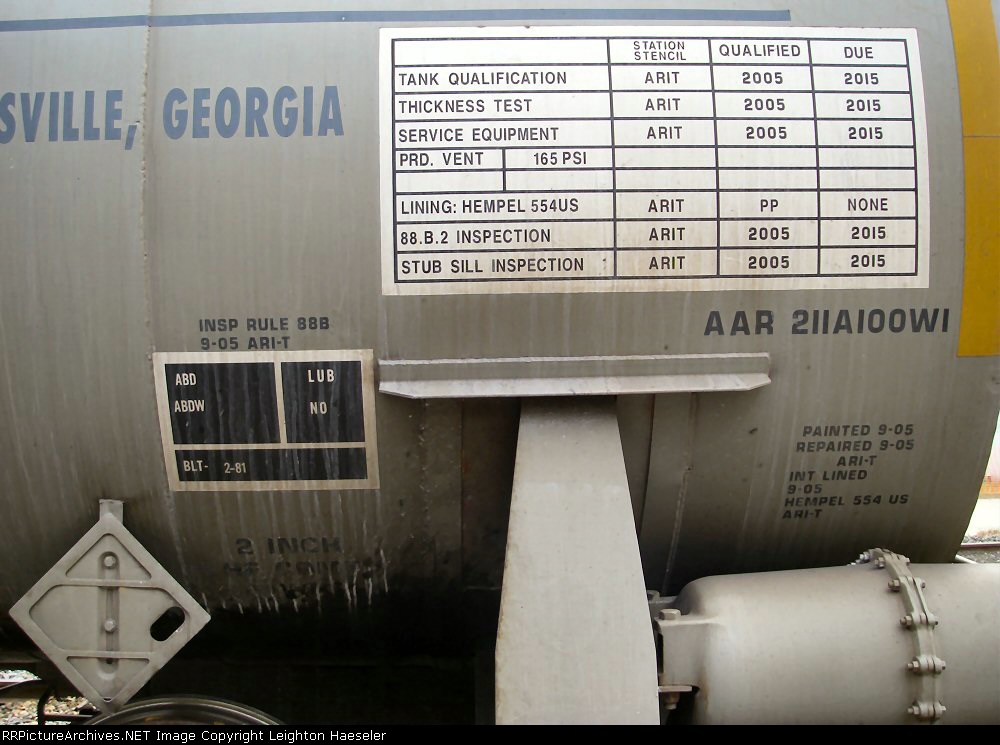 SVILLE, GEORGIA
STATION STENCIL QUALIFIED DUE
TANK QUALIFICATION ARIT 2005 2015
THICKNESS TEST ARIT 2005 2015
SERVICE EQUIPMENT ARIT 2005 2015
PRD. VENT 165 PSI
LINING: HEMPEL 554US ARIT PP NONE
88.B.2 INSPECTION ARIT 2005 2015
STUB SILL INSPECTION ARIT 2005 2015
INSP RULE 88B
9-05 ARI-T
AAR 211A100W1
ABD LUB
ABDW NO
BLT- 2-81
PAINTED 9-05
REPAIRED 9-05
ARI-T
INT LINED
9-05
HEMPEL 554 US
ARI-T
2 INCH
RRPictureArchives.NET Image Copyright Leighton Haeseler